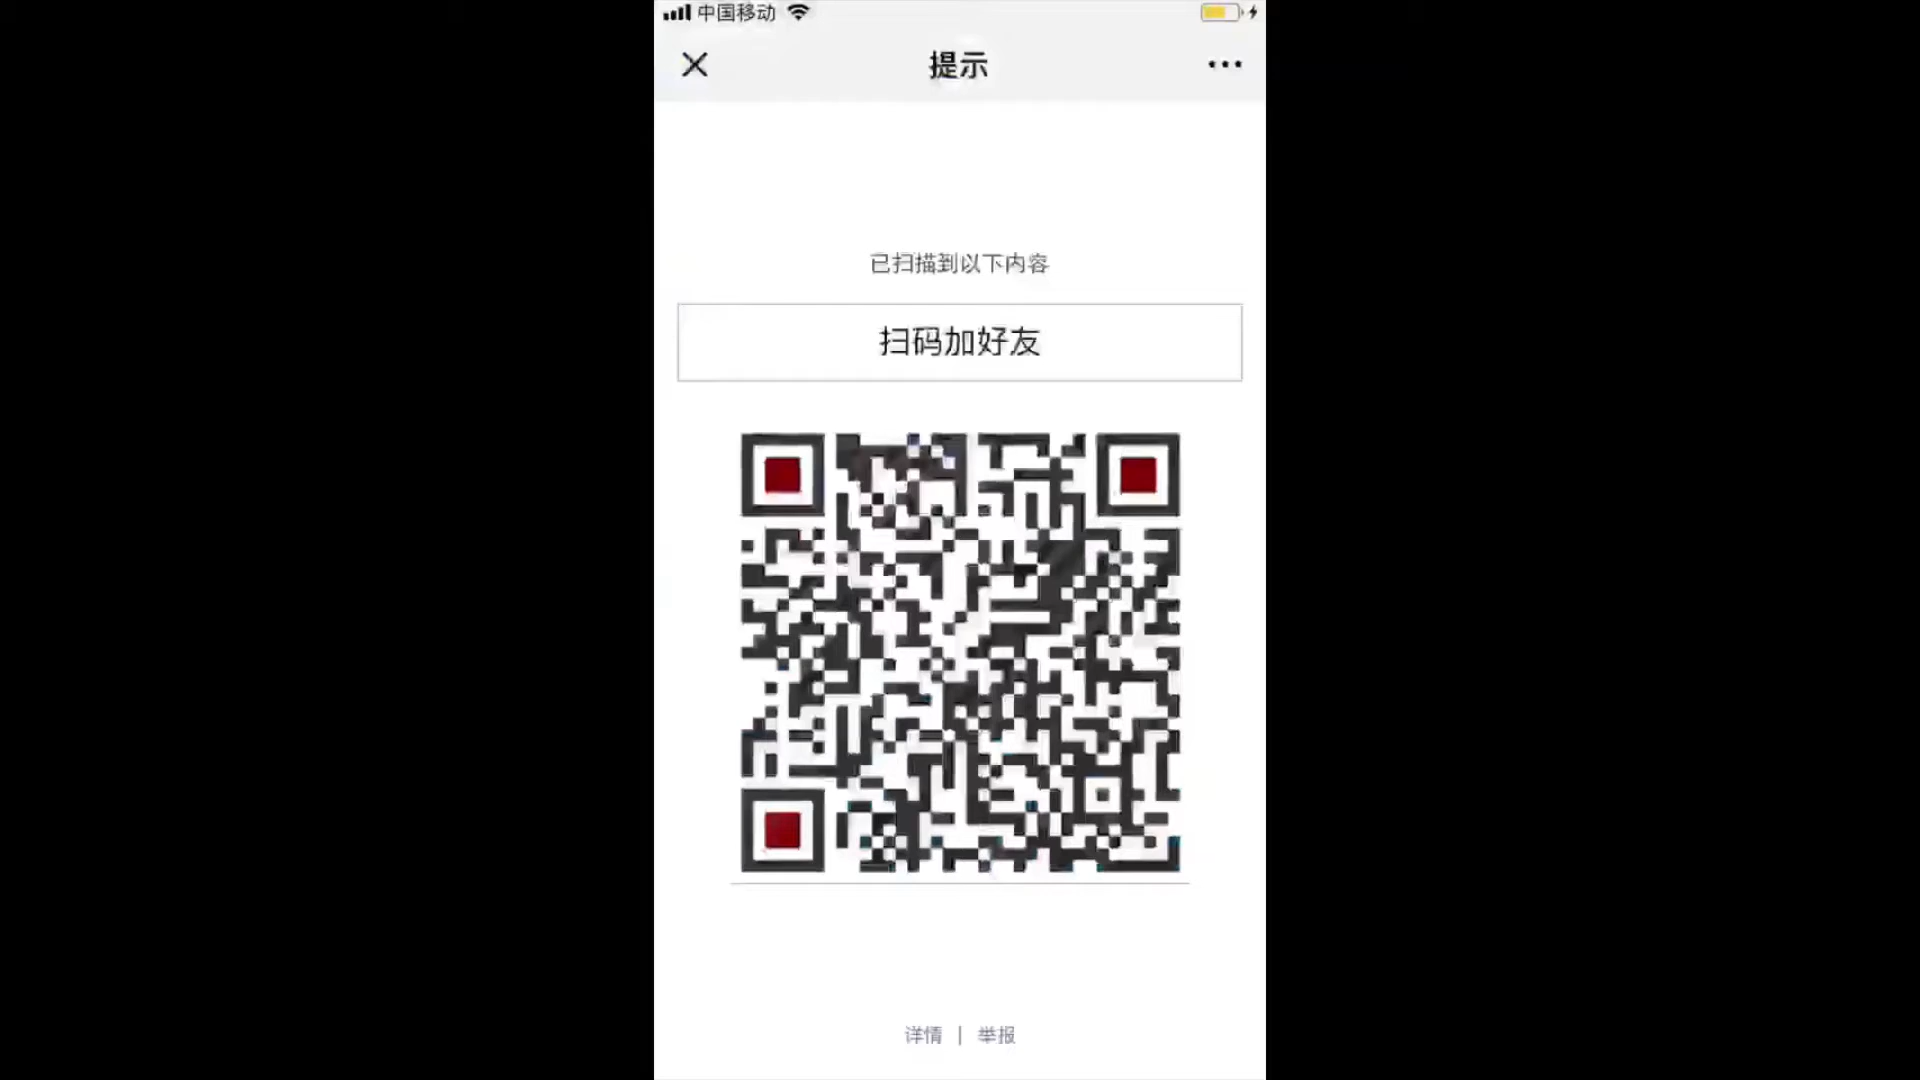 中国移动
提示
已扫描到以下内容
扫码加好友
详情 | 举报